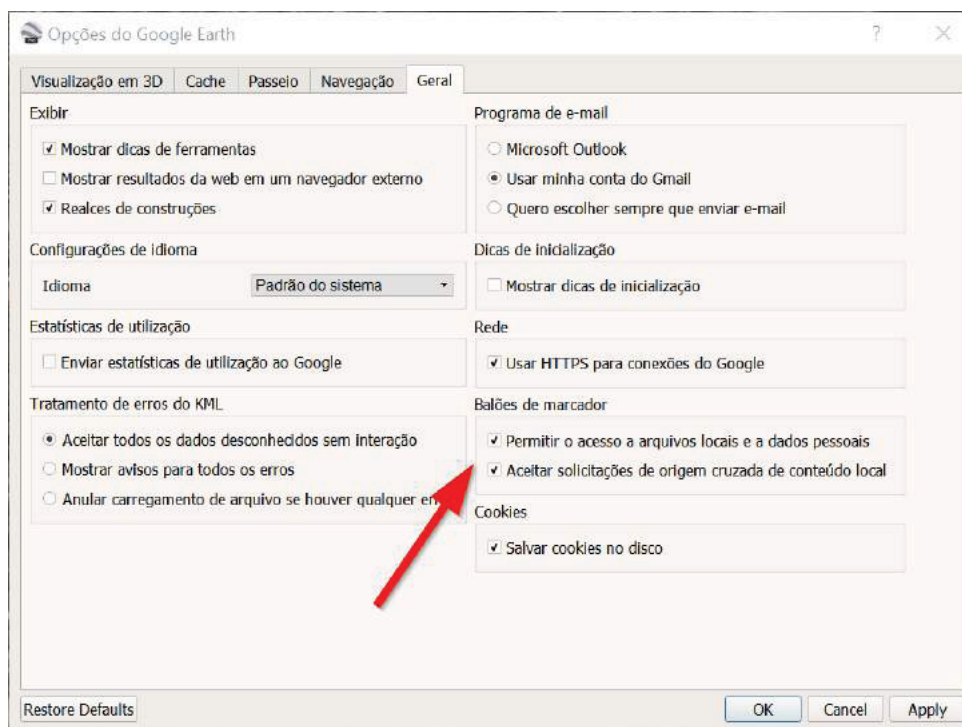 Opções do Google Earth
Visualização em 3D Cache Passeio Navegação Geral
Exibir
Mostrar dicas de ferramentas
Mostrar resultados da web em um navegador externo
Realces de construções
Configurações de idioma
Idioma Padrão do sistema
Estatísticas de utilização
Enviar estatísticas de utilização ao Google
Tratamento de erros do KML
Aceitar todos os dados desconhecidos sem interação
Mostrar avisos para todos os erros
Anular carregamento de arquivo se houver qualquer
Programa de e-mail
Microsoft Outlook
Usar minha conta do Gmail
Quero escolher sempre que enviar e-mail
Dicas de inicialização
Mostrar dicas de inicialização
Rede
Usar HTTPS para conexões do Google
Balões de marcador
Permitir o acesso a arquivos locais e a dados pessoais
Aceitar solicitações de origem cruzada de conteúdo local
Cookies
Salvar cookies no disco
Restore Defaults OK Cancel Apply